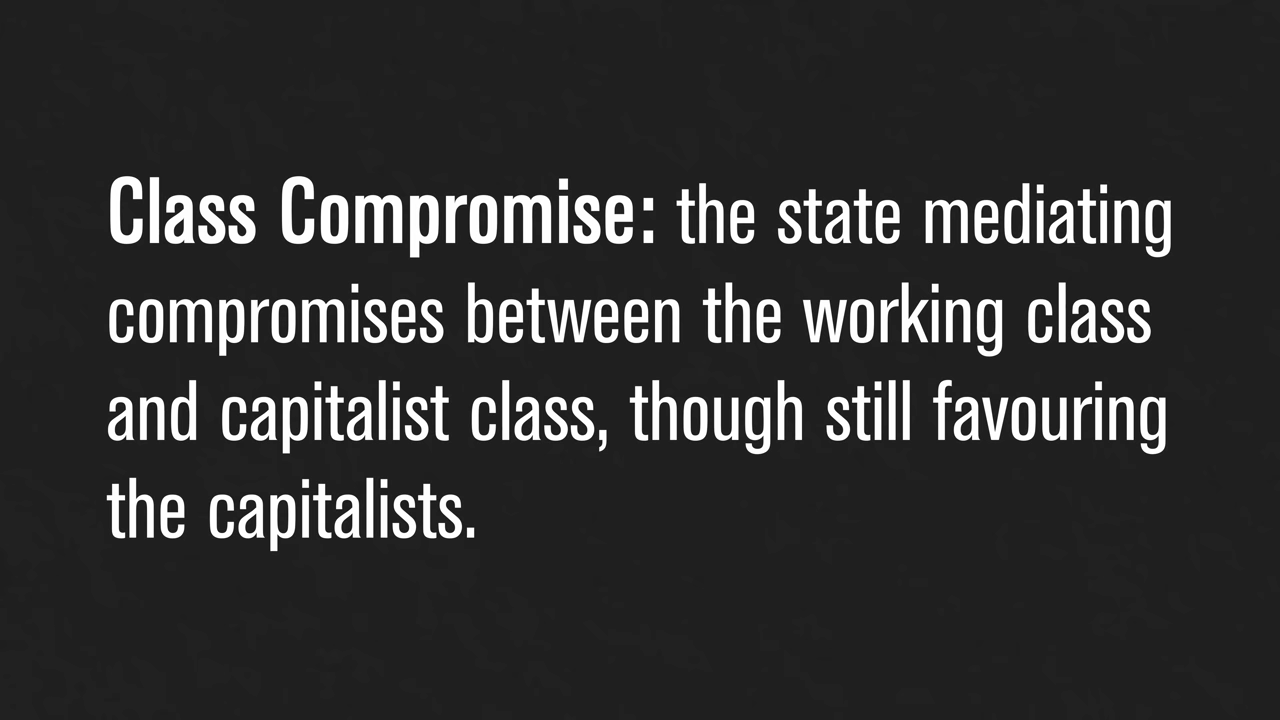 Class Compromise: the state mediating
compromises between the working class
and capitalist class, though still favouring
the capitalists.